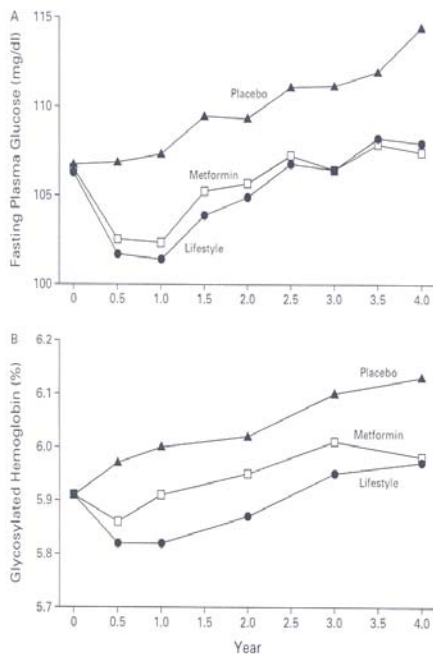 A
115
110
105
100
Fasting Plasma Glucose (mg/dl)
Placebo
Metformin
Lifestyle
0 0.5 1.0 1.5 2.0 2.5 3.0 3.5 4.0
B
6.2
6.1
6.0
5.9
5.8
5.7
Glycosylated Hemoglobin (%)
Placebo
Metformin
Lifestyle
0 0.5 1.0 1.5 2.0 2.5 3.0 3.5 4.0
Year